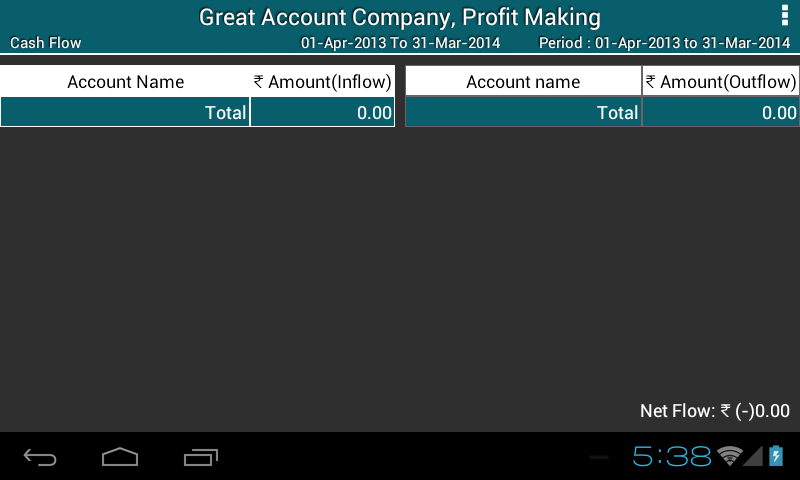 Great Account Company, Profit Making
Cash Flow 01-Apr-2013 To 31-Mar-2014 Period : 01-Apr-2013 to 31-Mar-2014
Account Name ₹ Amount(Inflow) Account name ₹ Amount(Outflow)
Total 0.00 Total 0.00
Net Flow: ₹ (-)0.00
5:38